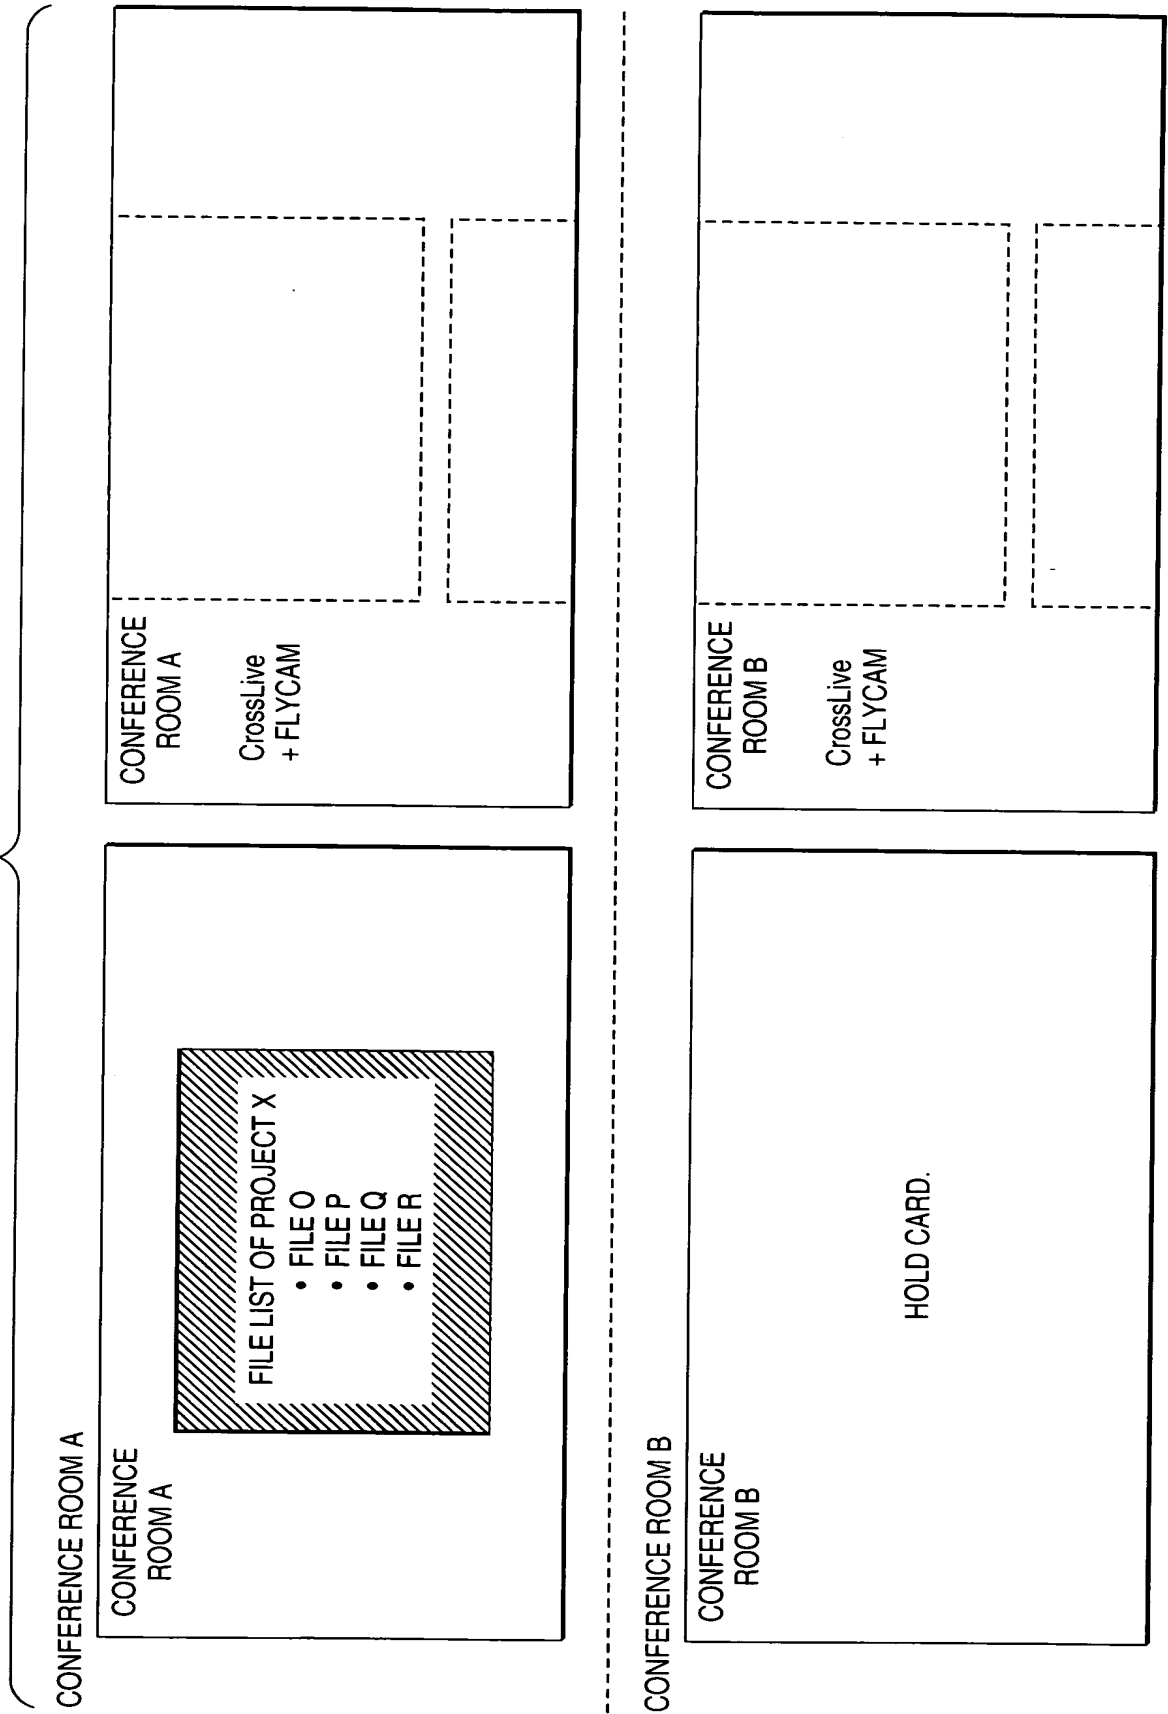 CONFERENCE ROOM A
CONFERENCE
ROOM A
FILE LIST OF PROJECT X
• FILE O
• FILE P
• FILE Q
• FILE R
CONFERENCE
ROOM A
CrossLive
+ FLYCAM
CONFERENCE ROOM B
CONFERENCE
ROOM B
HOLD CARD.
CONFERENCE
ROOM B
CrossLive
+ FLYCAM